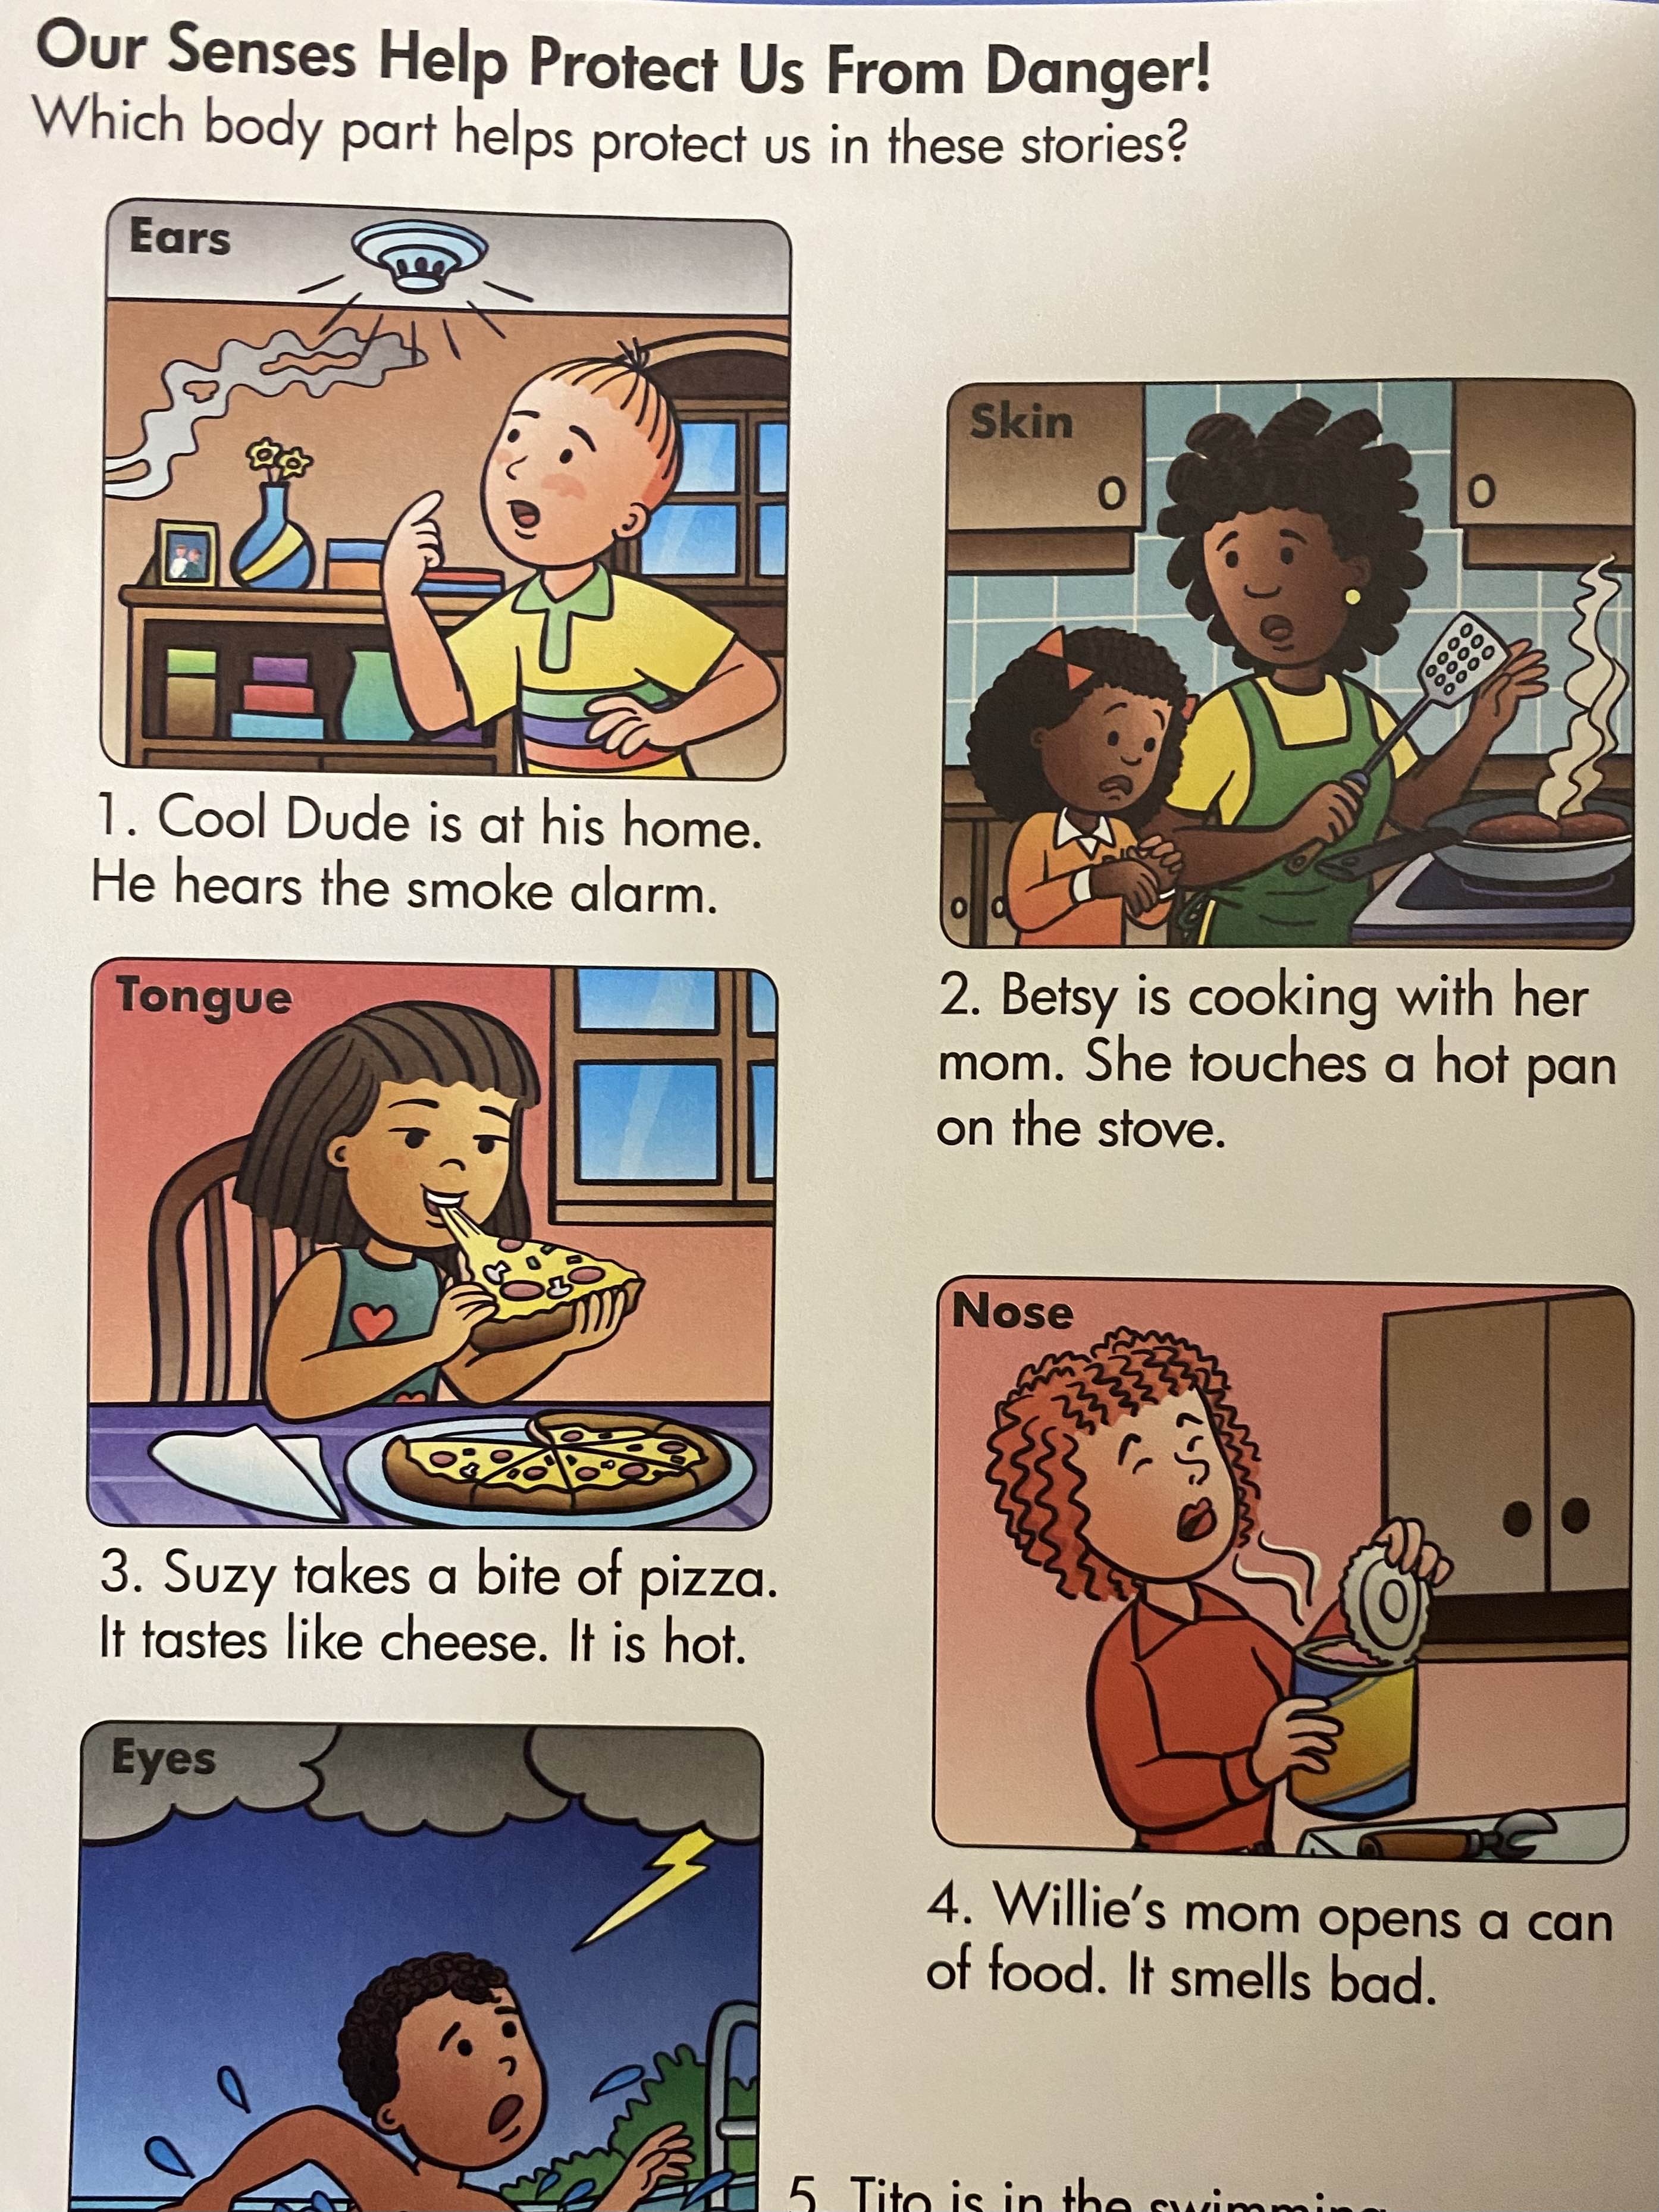 Our Senses Help Protect Us From Danger!
Which body part helps protect us in these stories?
Ears
1. Cool Dude is at his home.
He hears the smoke alarm.
Skin
2. Betsy is cooking with her
mom. She touches a hot pan
on the stove.
Tongue
3. Suzy takes a bite of pizza.
It tastes like cheese. It is hot.
Nose
4. Willie's mom opens a can
of food. It smells bad.
Eyes
5. Tito is in the swimming